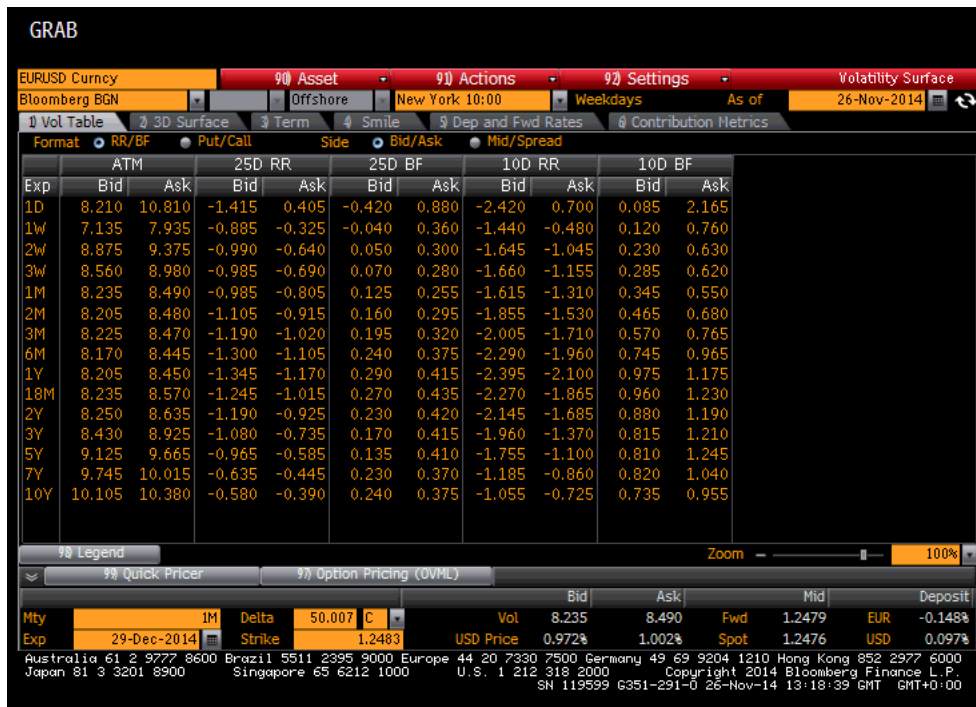 GRAB
EURUSD Curncy 90) Asset 91) Actions 92) Settings Volatility Surface
Bloomberg BGN Offshore New York 10:00 Weekdays As of 26-Nov-2014
1) Vol Table 2) 3D Surface 3) Term 4) Smile 5) Dep and Fwd Rates 6) Contribution Metrics
Format RR/BF Put/Call Side Bid/Ask Mid/Spread
ATM 25D RR 25D BF 10D RR 10D BF
Exp Bid Ask Bid Ask Bid Ask Bid Ask Bid Ask
1D 8.210 10.810 -1.415 0.405 -0.420 0.880 -2.420 0.700 0.085 2.165
1W 7.135 7.935 -0.885 -0.325 -0.040 0.360 -1.440 -0.480 0.120 0.760
2W 8.875 9.375 -0.990 -0.640 0.050 0.300 -1.645 -1.045 0.230 0.630
3W 8.560 8.980 -0.985 -0.690 0.070 0.280 -1.660 -1.155 0.285 0.620
1M 8.235 8.490 -0.985 -0.805 0.125 0.255 -1.615 -1.310 0.345 0.550
2M 8.205 8.480 -1.105 -0.915 0.160 0.295 -1.855 -1.530 0.465 0.680
3M 8.225 8.470 -1.190 -1.020 0.195 0.320 -2.005 -1.710 0.570 0.765
6M 8.170 8.445 -1.300 -1.105 0.240 0.375 -2.290 -1.960 0.745 0.965
1Y 8.205 8.450 -1.345 -1.170 0.290 0.415 -2.395 -2.100 0.975 1.175
18M 8.235 8.570 -1.245 -1.015 0.270 0.435 -2.270 -1.865 0.960 1.230
2Y 8.250 8.635 -1.190 -0.925 0.230 0.420 -2.145 -1.685 0.880 1.190
3Y 8.430 8.925 -1.080 -0.735 0.170 0.415 -1.960 -1.370 0.815 1.210
5Y 9.125 9.665 -0.965 -0.585 0.135 0.410 -1.755 -1.100 0.810 1.245
7Y 9.745 10.015 -0.635 -0.445 0.230 0.370 -1.185 -0.860 0.820 1.040
10Y 10.105 10.380 -0.580 -0.390 0.240 0.375 -1.055 -0.725 0.735 0.955
98) Legend Zoom 100%
99) Quick Pricer 97) Option Pricing (OVML)
Bid Ask Mid Deposit
Mty 1M Delta 50.007 C Vol 8.235 8.490 Fwd 1.2479 EUR -0.148%
Exp 29-Dec-2014 Strike 1.2483 USD Price 0.972% 1.002% Spot 1.2476 USD 0.097%
Australia 61 2 9777 8600 Brazil 5511 2395 9000 Europe 44 20 7330 7500 Germany 49 69 9204 1210 Hong Kong 852 2977 6000
Japan 81 3 3201 8900 Singapore 65 6212 1000 U.S. 1 212 318 2000 Copyright 2014 Bloomberg Finance L.P.
SN 119599 G351-291-0 26-Nov-14 13:18:39 GMT GMT+0:00